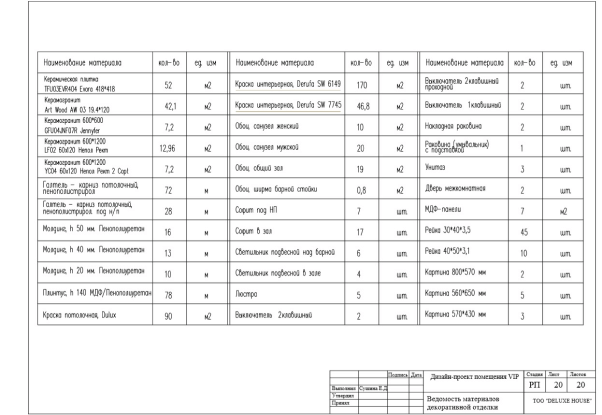 Наименование материала кол-во ед. изм Наименование материала кол-во ед. изм Наименование материала кол-во ед. изм
Керамическая плитка
TFU03EVR404 Evora 418*418 52 м2
Краска интерьерная, Derufa SW 6149 170 м2
Выключатель 2клавишный
проходной 2 шт.
Керамогранит
Art Wood AW 03 19.4*120 42,1 м2
Краска интерьерная, Derufa SW 7745 46,8 м2
Выключатель 1клавишный 2 шт.
Керамогранит 600*600
GFU04JNF07R Jennyfer 7,2 м2
Обои, санузел женский 10 м2
Накладная раковина 2 шт.
Керамогранит 600*1200
LF02 60x120 Непол Рект 12,96 м2
Обои, санузел мужской 20 м2
Раковина (умывальник)
с подставкой 1 шт.
Керамогранит 600*1200
YC04 60x120 Непол Рект 2 Сорт 7,2 м2
Обои, общий зал 19 м2
Унитаз 3 шт.
Галтель – карниз потолочный,
пенополистирол 72 м
Обои, ширма барной стойки 0,8 м2
Дверь межкомнатная 2 шт.
Галтель – карниз потолочный,
пенополистирол под н/п 28 м
Софит под НП 7 шт.
МДФ-панели 7 м2
Молдинг, h 50 мм. Пенополиуретан 16 м
Софит в зал 17 шт.
Рейка 30*40*3,5 45 шт.
Молдинг, h 40 мм. Пенополиуретан 13 м
Светильник подвесной над барной 6 шт.
Рейка 40*50*3,1 10 шт.
Молдинг, h 20 мм. Пенополиуретан 10 м
Светильник подвесной в зале 4 шт.
Картина 800*570 мм 2 шт.
Плинтус, h 140 МДФ/Пенополиуретан 78 м
Люстра 5 шт.
Картина 560*650 мм 5 шт.
Краска потолочная, Dulux 90 м2
Выключатель 2клавишный 2 шт.
Картина 570*430 мм 3 шт.
Подпись Дата
Дизайн-проект помещения VIP
Стадия Лист Листов
РП 20 20
Выполнил
Утвердил
Принял
Ведомость материалов
декоративной отделки
ТОО "DELUXE HOUSE"